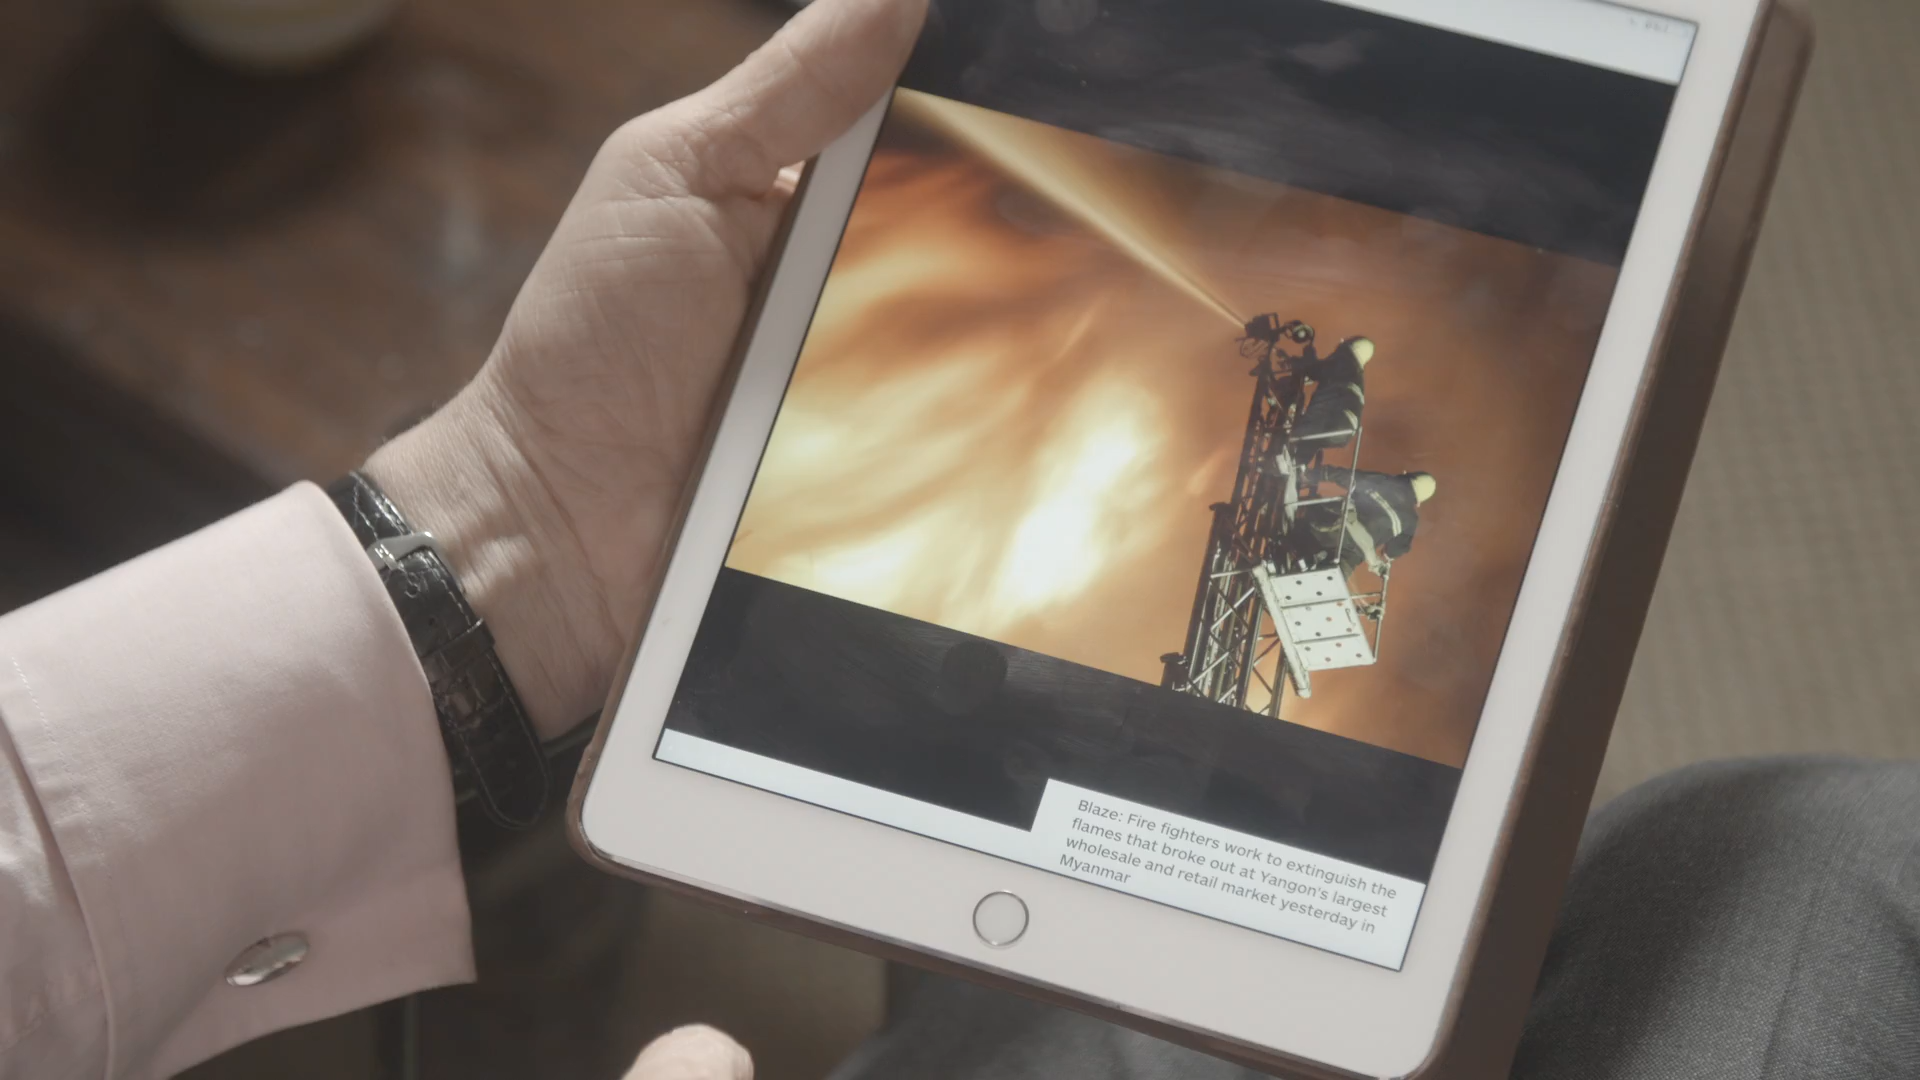 Blaze: Fire fighters work to extinguish the
flames that broke out at Yangon's largest
wholesale and retail market yesterday in
Myanmar